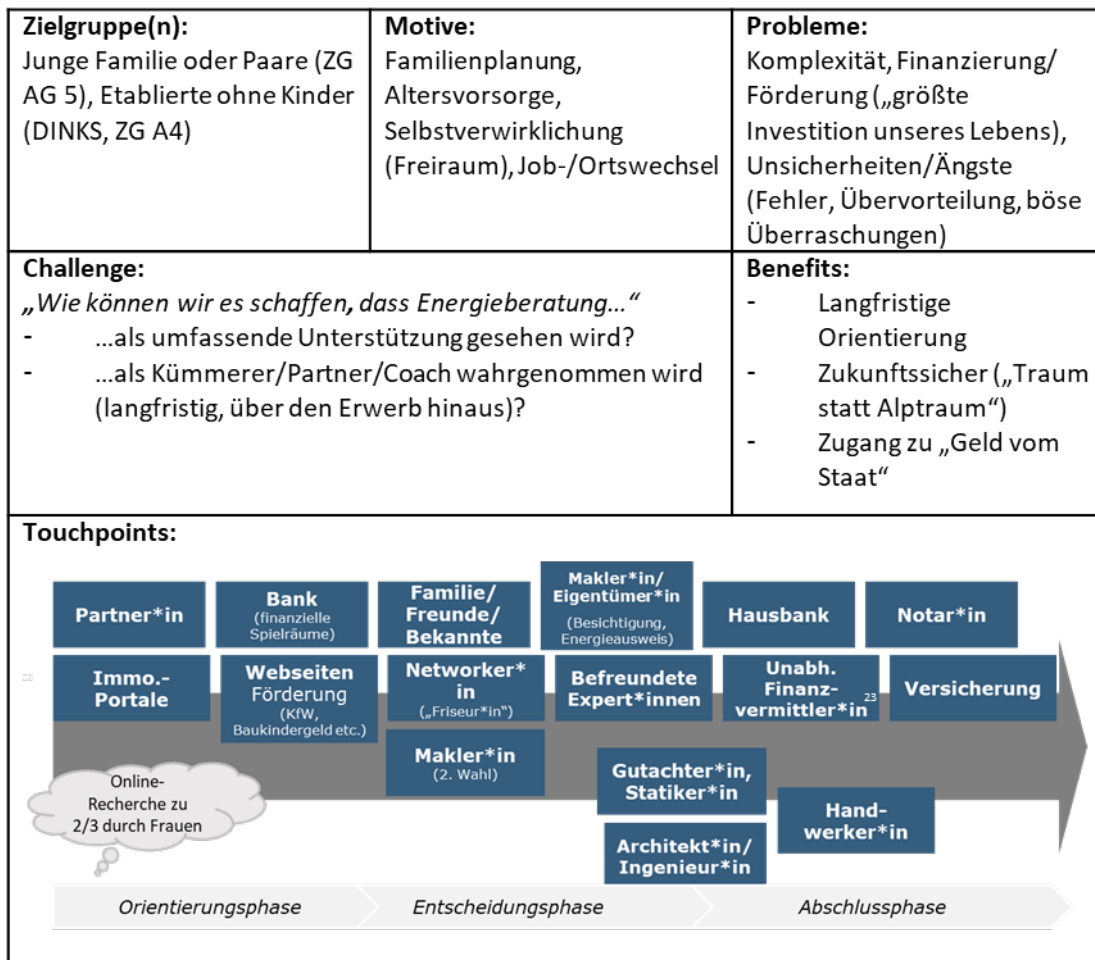 Zielgruppe(n):
Junge Familie oder Paare (ZG
AG 5), Etablierte ohne Kinder
(DINKS, ZG A4)
Motive:
Familienplanung,
Altersvorsorge,
Selbstverwirklichung
(Freiraum), Job-/Ortswechsel
Probleme:
Komplexität, Finanzierung/
Förderung („größte
Investition unseres Lebens),
Unsicherheiten/Ängste
(Fehler, Übervorteilung, böse
Überraschungen)
Challenge:
„Wie können wir es schaffen, dass Energieberatung…“
- …als umfassende Unterstützung gesehen wird?
- …als Kümmerer/Partner/Coach wahrgenommen wird
(langfristig, über den Erwerb hinaus)?
Benefits:
- Langfristige
Orientierung
- Zukunftssicher („Traum
statt Alptraum“)
- Zugang zu „Geld vom
Staat“
Touchpoints:
Partner*in
Bank
(finanzielle
Spielräume)
Familie/
Freunde/
Bekannte
Makler*in/
Eigentümer*in
(Besichtigung,
Energieausweis)
Hausbank
Notar*in
Immo.-
Portale
Webseiten
Förderung
(KfW,
Baukindergeld etc.)
Networker*
in
(„Friseur*in“)
Befreundete
Expert*innen
Unabh.
Finanz-
vermittler*in
23
Versicherung
Makler*in
(2. Wahl)
Gutachter*in,
Statiker*in
Hand-
werker*in
Architekt*in/
Ingenieur*in
Online-
Recherche zu
2/3 durch Frauen
Orientierungsphase
Entscheidungsphase
Abschlussphase